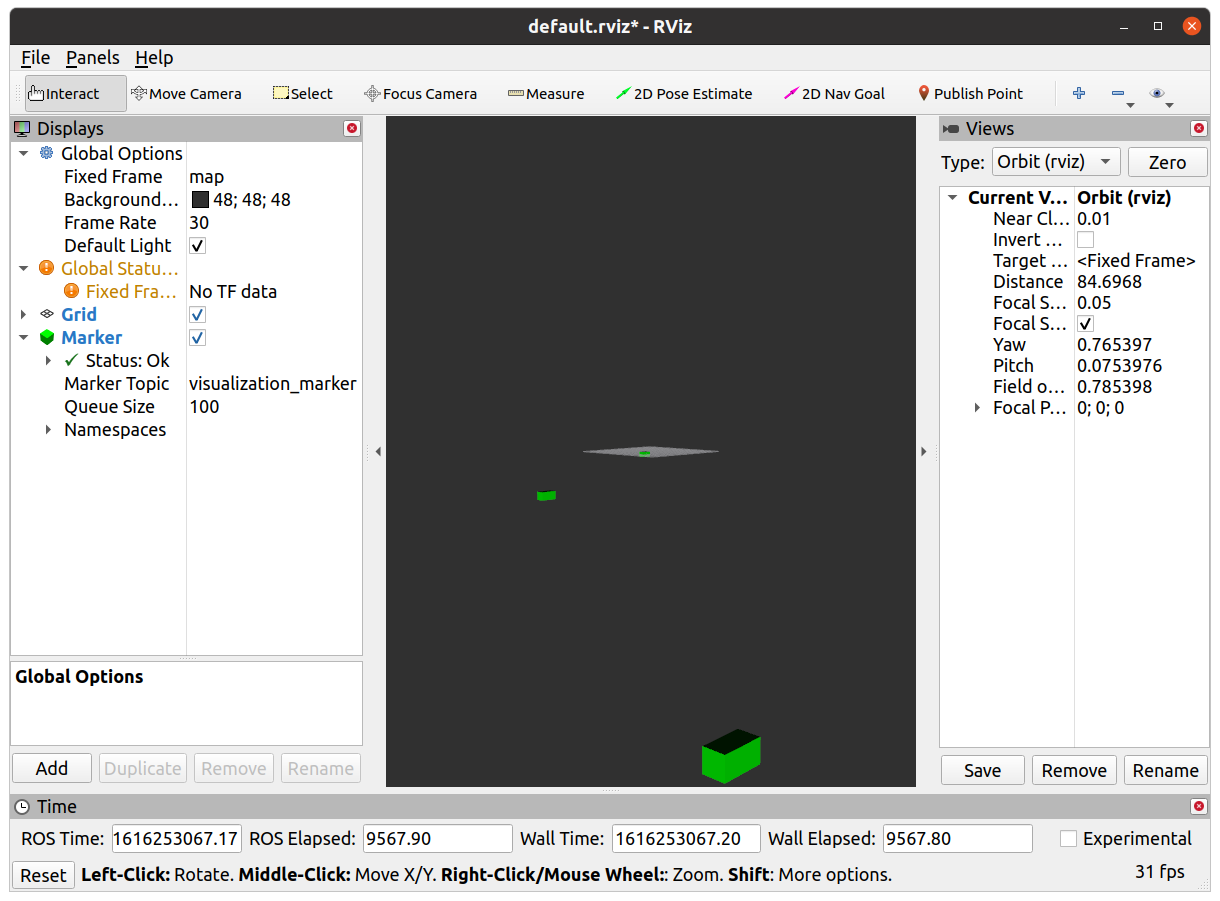 default.rviz* - RViz
File Panels Help
Interact Move Camera Select Focus Camera Measure 2D Pose Estimate 2D Nav Goal Publish Point
Displays
Global Options
Fixed Frame map
Background... 48; 48; 48
Frame Rate 30
Default Light
Global Statu...
Fixed Fra... No TF data
Grid
Marker
Status: Ok
Marker Topic visualization_marker
Queue Size 100
Namespaces
Global Options
Add Duplicate Remove Rename
Views
Type: Orbit (rviz) Zero
Current V... Orbit (rviz)
Near Cl... 0.01
Invert ...
Target ... <Fixed Frame>
Distance 84.6968
Focal S... 0.05
Focal S...
Yaw 0.765397
Pitch 0.0753976
Field o... 0.785398
Focal P... 0; 0; 0
Save Remove Rename
Time
ROS Time: 1616253067.17 ROS Elapsed: 9567.90 Wall Time: 1616253067.20 Wall Elapsed: 9567.80 Experimental
Reset Left-Click: Rotate. Middle-Click: Move X/Y. Right-Click/Mouse Wheel:: Zoom. Shift: More options. 31 fps